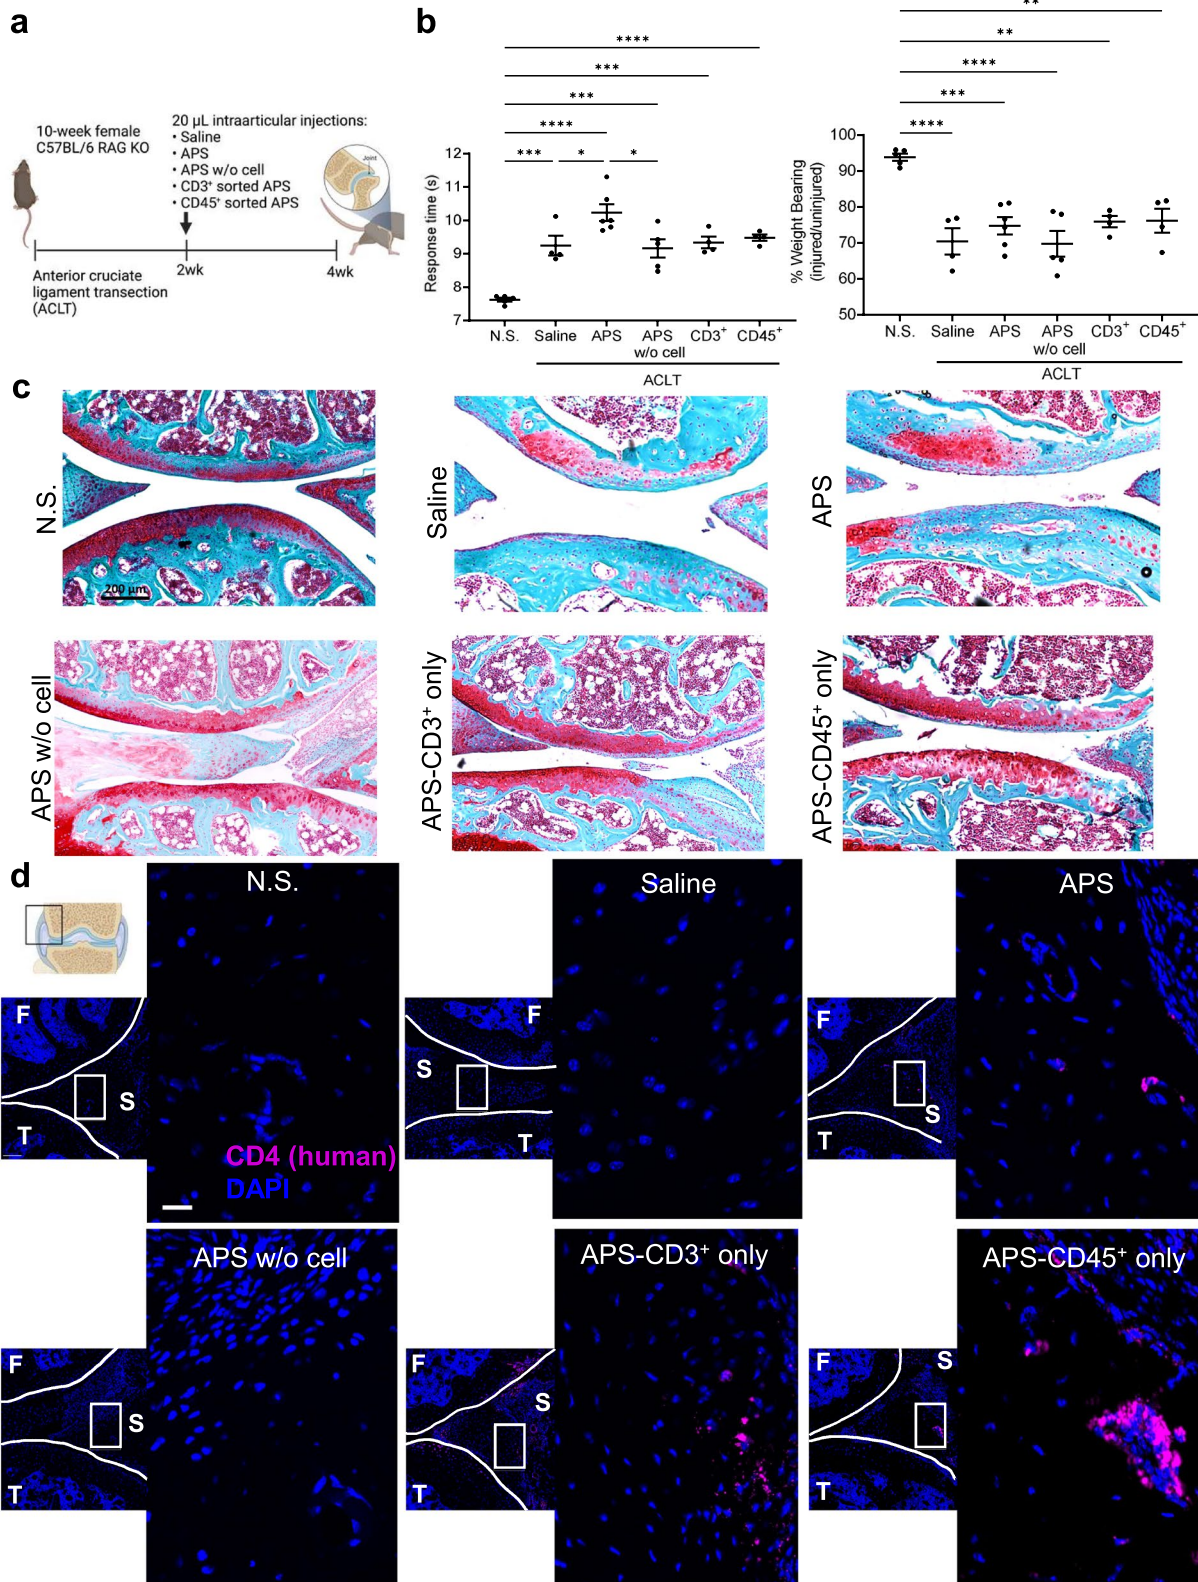 a
10-week female
C57BL/6 RAG KO
20 µL intraarticular injections:
• Saline
• APS
• APS w/o cell
• CD3⁺ sorted APS
• CD45⁺ sorted APS
Joint
2wk
4wk
Anterior cruciate
ligament transection
(ACLT)
b
****
***
***
****
*** * *
Response time (s)
12
11
10
9
8
7
N.S. Saline APS APS w/o cell CD3⁺ CD45⁺
ACLT
**
**
****
***
****
% Weight Bearing
(injured/uninjured)
100
90
80
70
60
50
N.S. Saline APS APS w/o cell CD3⁺ CD45⁺
ACLT
c
N.S.
200 µm
Saline
APS
APS w/o cell
APS-CD3⁺ only
APS-CD45⁺ only
d
N.S.
F
S
T
CD4 (human)
DAPI
Saline
F
S
T
APS
F
S
T
APS w/o cell
F
S
T
APS-CD3⁺ only
F
S
T
APS-CD45⁺ only
F
S
T